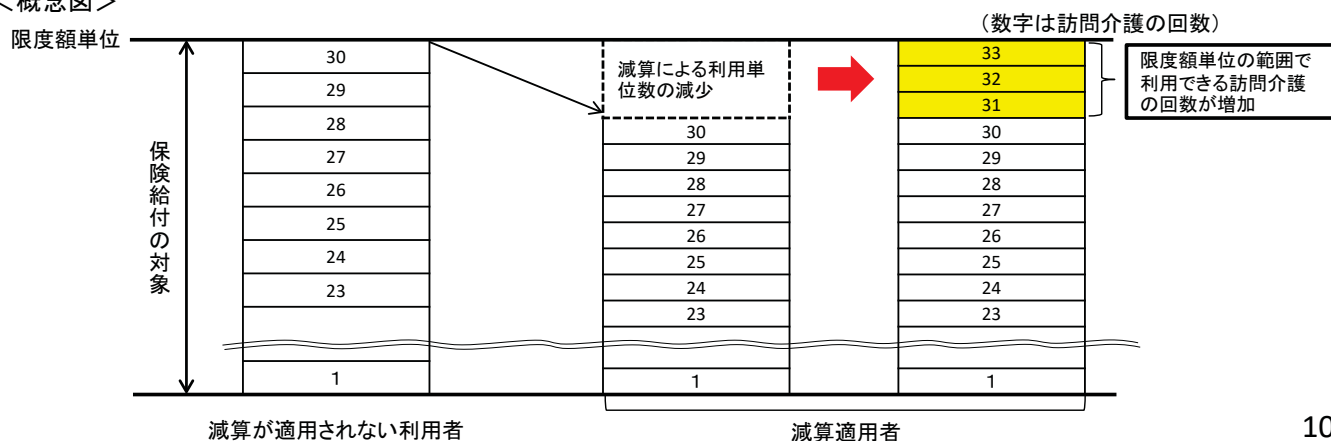 <概念図>
(数字は訪問介護の回数)
限度額単位
保険給付の対象
30
29
28
27
26
25
24
23
1
減算が適用されない利用者
減算による利用単
位数の減少
30
29
28
27
26
25
24
23
1
33
32
31
30
29
28
27
26
25
24
23
1
減算適用者
限度額単位の範囲で
利用できる訪問介護
の回数が増加
10